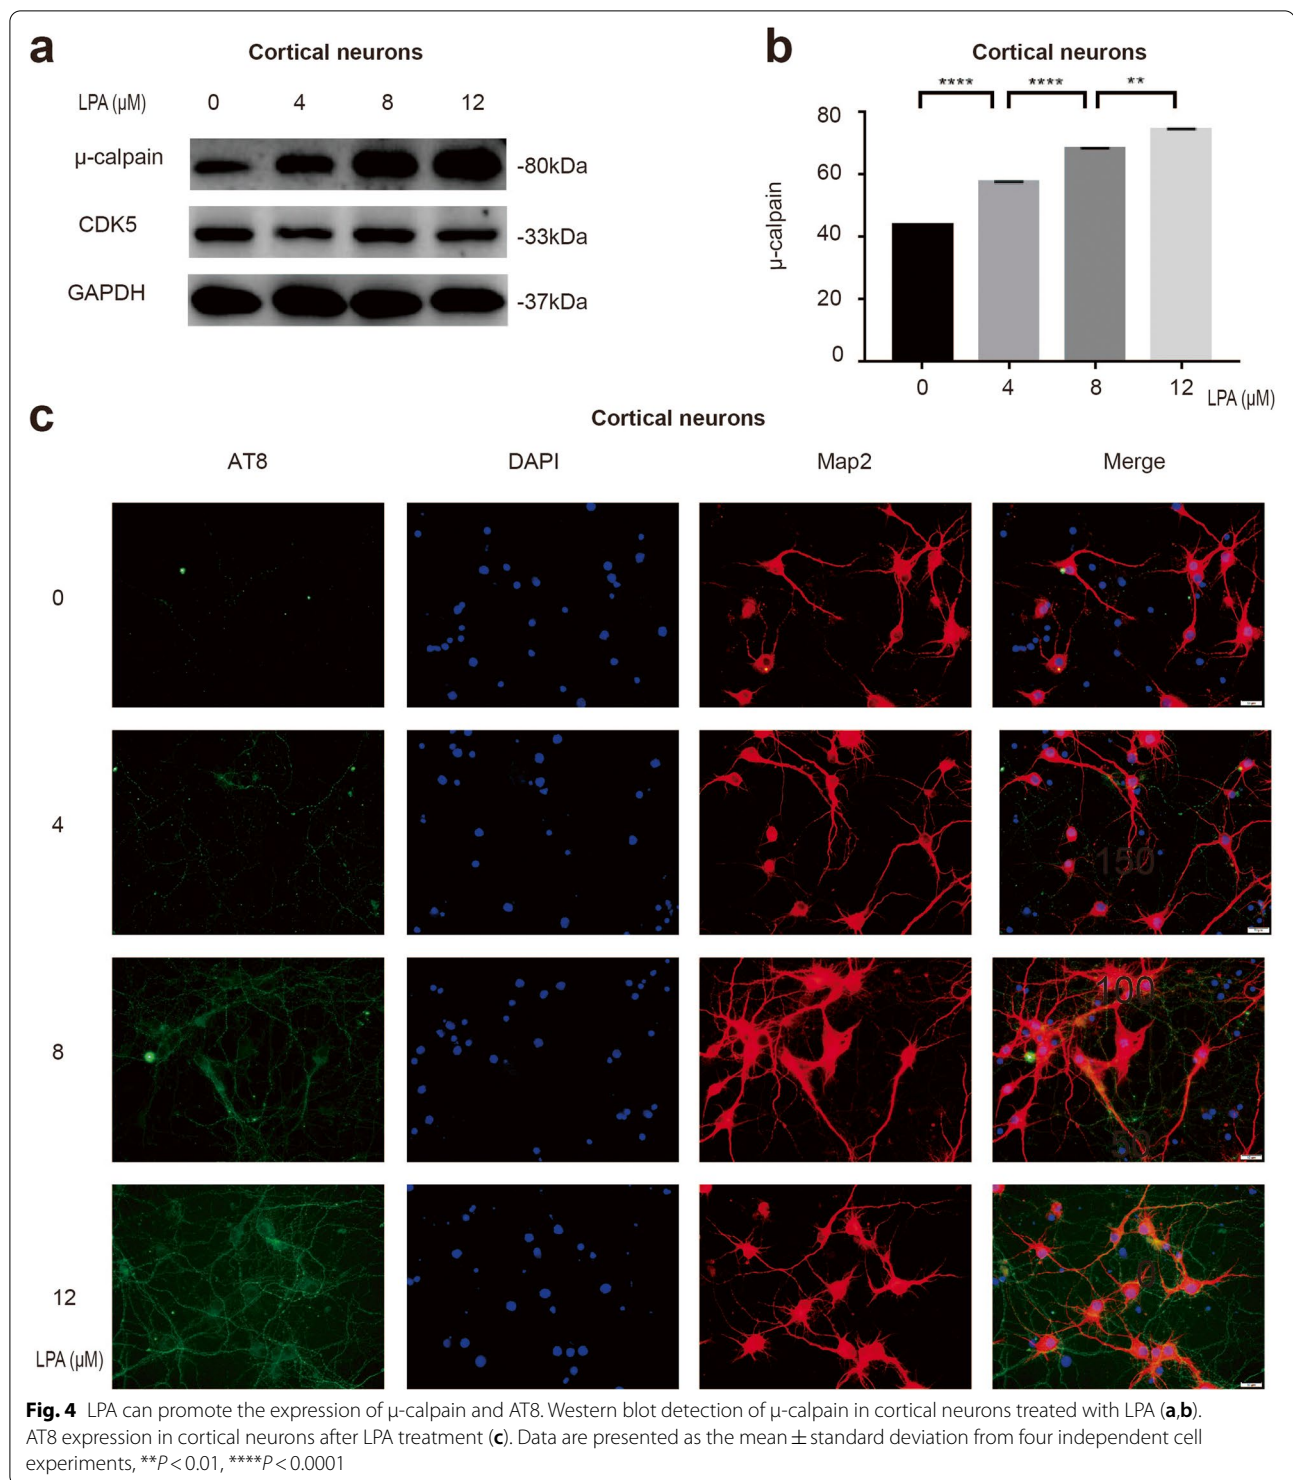 a
Cortical neurons
LPA (μM) 0 4 8 12
μ-calpain -80kDa
CDK5 -33kDa
GAPDH -37kDa
b
Cortical neurons
**** **** **
80
60
40
20
0
μ-calpain
0 4 8 12 LPA (μM)
c
Cortical neurons
AT8 DAPI Map2 Merge
0
4
150
8
100
12
0
LPA (μM)
Fig. 4 LPA can promote the expression of μ-calpain and AT8. Western blot detection of μ-calpain in cortical neurons treated with LPA (a,b).
AT8 expression in cortical neurons after LPA treatment (c). Data are presented as the mean ± standard deviation from four independent cell
experiments, **P < 0.01, ****P < 0.0001